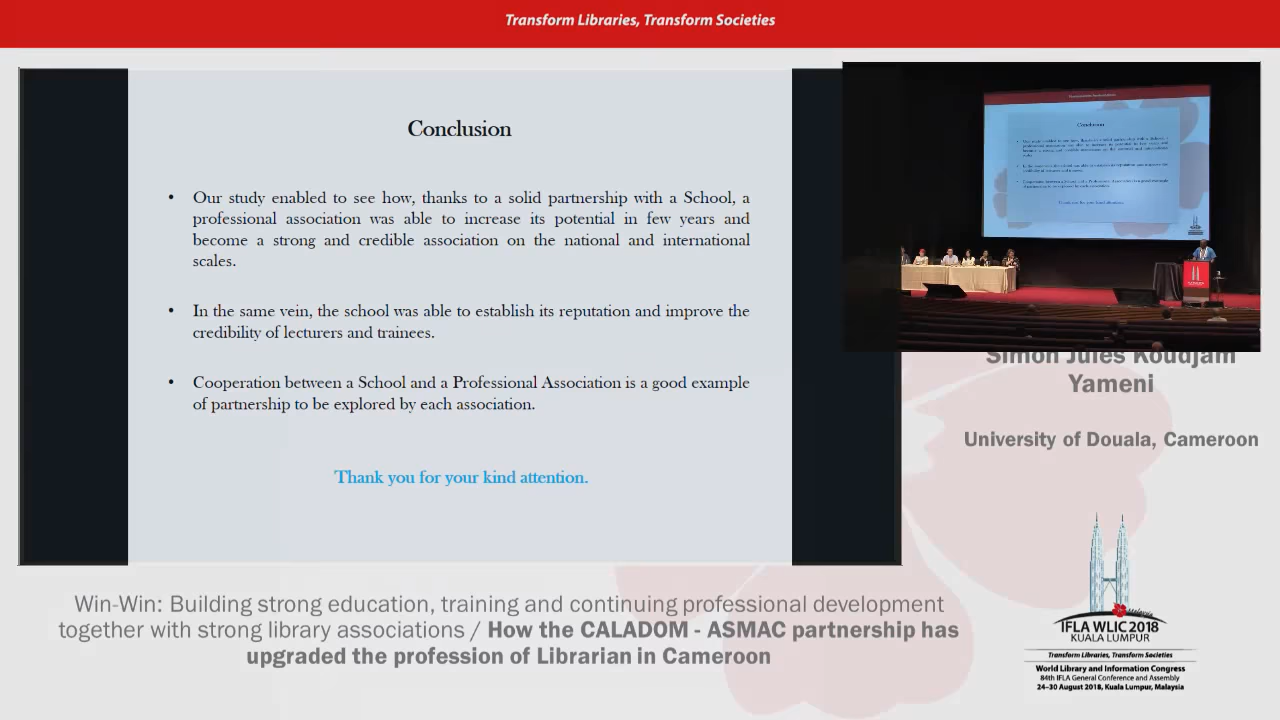 Transform Libraries, Transform Societies
Conclusion
• Our study enabled to see how, thanks to a solid partnership with a School, a
professional association was able to increase its potential in few years and
become a strong and credible association on the national and international
scales.
• In the same vein, the school was able to establish its reputation and improve the
credibility of lecturers and trainees.
• Cooperation between a School and a Professional Association is a good example
of partnership to be explored by each association.
Thank you for your kind attention.
Conclusion
Simon Jules Koudjam
Yameni
University of Douala, Cameroon
Win-Win: Building strong education, training and continuing professional development
together with strong library associations / How the CALADOM - ASMAC partnership has
upgraded the profession of Librarian in Cameroon
malaysia
IFLA WLIC 2018
KUALA LUMPUR
Transform Libraries, Transform Societies
World Library and Information Congress
84th IFLA General Conference and Assembly
24–30 August 2018, Kuala Lumpur, Malaysia